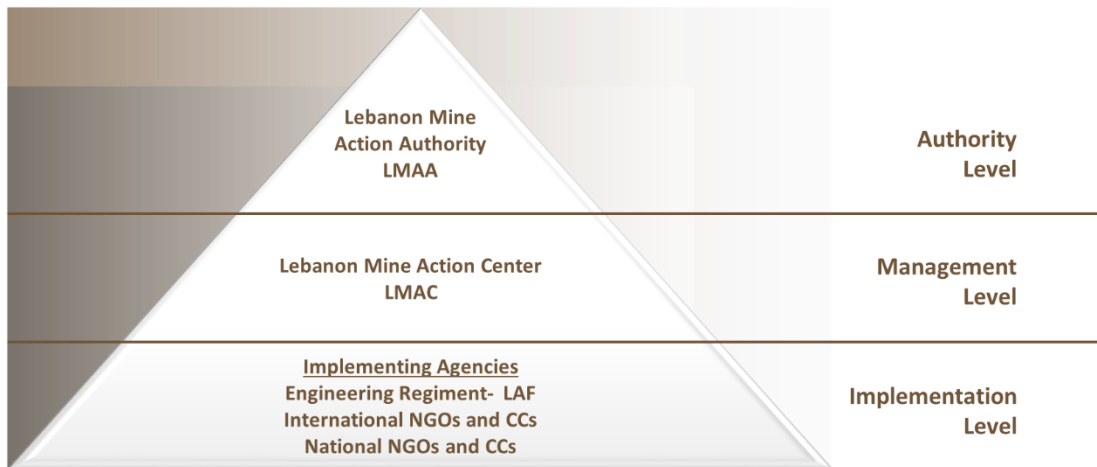 Lebanon Mine
Action Authority
LMAA
Authority
Level
Lebanon Mine Action Center
LMAC
Management
Level
Implementing Agencies
Engineering Regiment- LAF
International NGOs and CCs
National NGOs and CCs
Implementation
Level